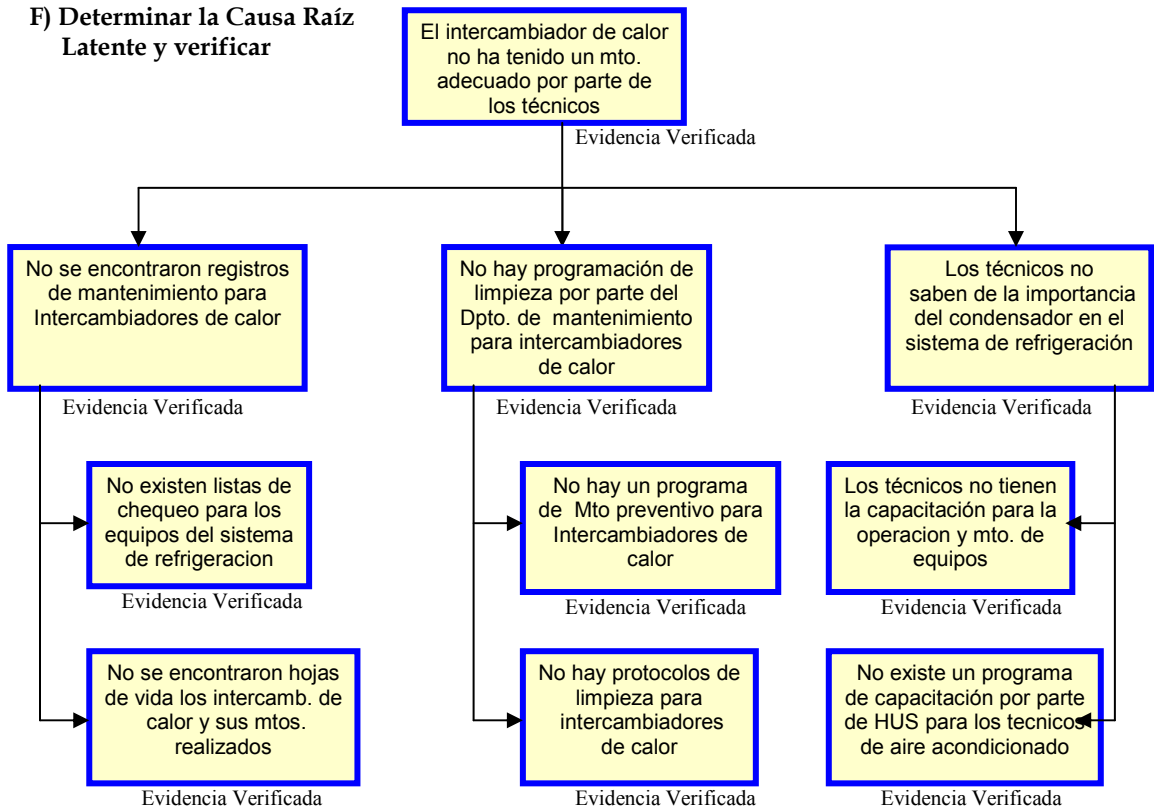 F) Determinar la Causa Raíz
Latente y verificar
El intercambiador de calor
no ha tenido un mto.
adecuado por parte de
los técnicos
Evidencia Verificada
No se encontraron registros
de mantenimiento para
Intercambiadores de calor
Evidencia Verificada
No hay programación de
limpieza por parte del
Dpto. de mantenimiento
para intercambiadores
de calor
Evidencia Verificada
Los técnicos no
saben de la importancia
del condensador en el
sistema de refrigeración
Evidencia Verificada
No existen listas de
chequeo para los
equipos del sistema
de refrigeracion
Evidencia Verificada
No hay un programa
de Mto preventivo para
Intercambiadores de
calor
Evidencia Verificada
Los técnicos no tienen
la capacitación para la
operacion y mto. de
equipos
Evidencia Verificada
No se encontraron hojas
de vida los intercamb. de
calor y sus mtos.
realizados
Evidencia Verificada
No hay protocolos de
limpieza para
intercambiadores
de calor
Evidencia Verificada
No existe un programa
de capacitación por parte
de HUS para los tecnicos
de aire acondicionado
Evidencia Verificada